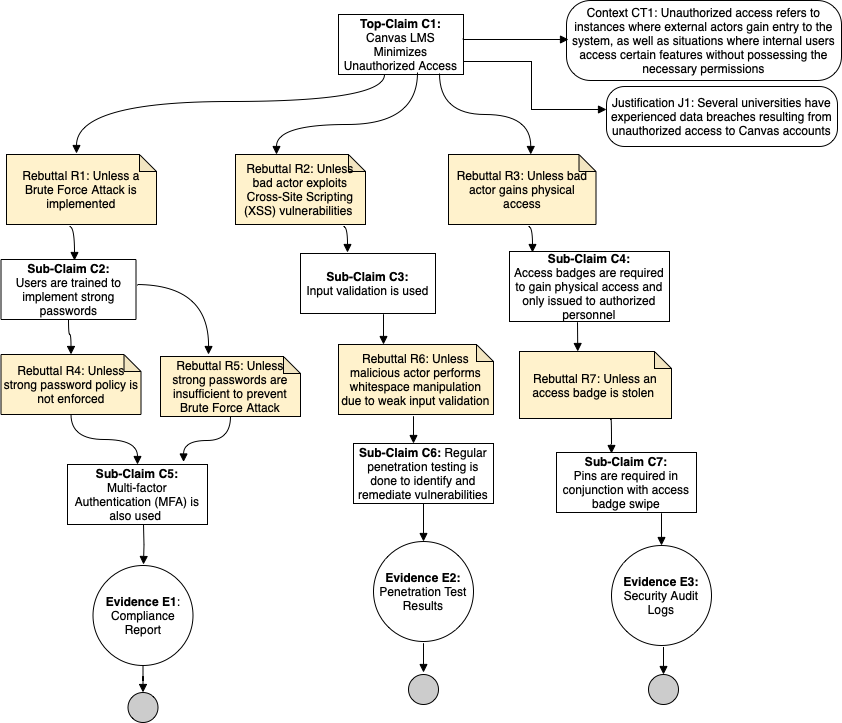 Top-Claim C1:
Canvas LMS
Minimizes
Unauthorized Access
Context CT1: Unauthorized access refers to
instances where external actors gain entry to the
system, as well as situations where internal users
access certain features without possessing the
necessary permissions
Justification J1: Several universities have
experienced data breaches resulting from
unauthorized access to Canvas accounts
Rebuttal R1: Unless a
Brute Force Attack is
implemented
Rebuttal R2: Unless
bad actor exploits
Cross-Site Scripting
(XSS) vulnerabilities
Rebuttal R3: Unless bad
actor gains physical
access
Sub-Claim C2:
Users are trained to
implement strong
passwords
Sub-Claim C3:
Input validation is used
Sub-Claim C4:
Access badges are required
to gain physical access and
only issued to authorized
personnel
Rebuttal R4: Unless
strong password policy is
not enforced
Rebuttal R5: Unless
strong passwords are
insufficient to prevent
Brute Force Attack
Rebuttal R6: Unless
malicious actor performs
whitespace manipulation
due to weak input validation
Rebuttal R7: Unless an
access badge is stolen
Sub-Claim C5:
Multi-factor
Authentication (MFA) is
also used
Sub-Claim C6: Regular
penetration testing is
done to identify and
remediate vulnerabilities
Sub-Claim C7:
Pins are required in
conjunction with access
badge swipe
Evidence E1:
Compliance
Report
Evidence E2:
Penetration Test
Results
Evidence E3:
Security Audit
Logs